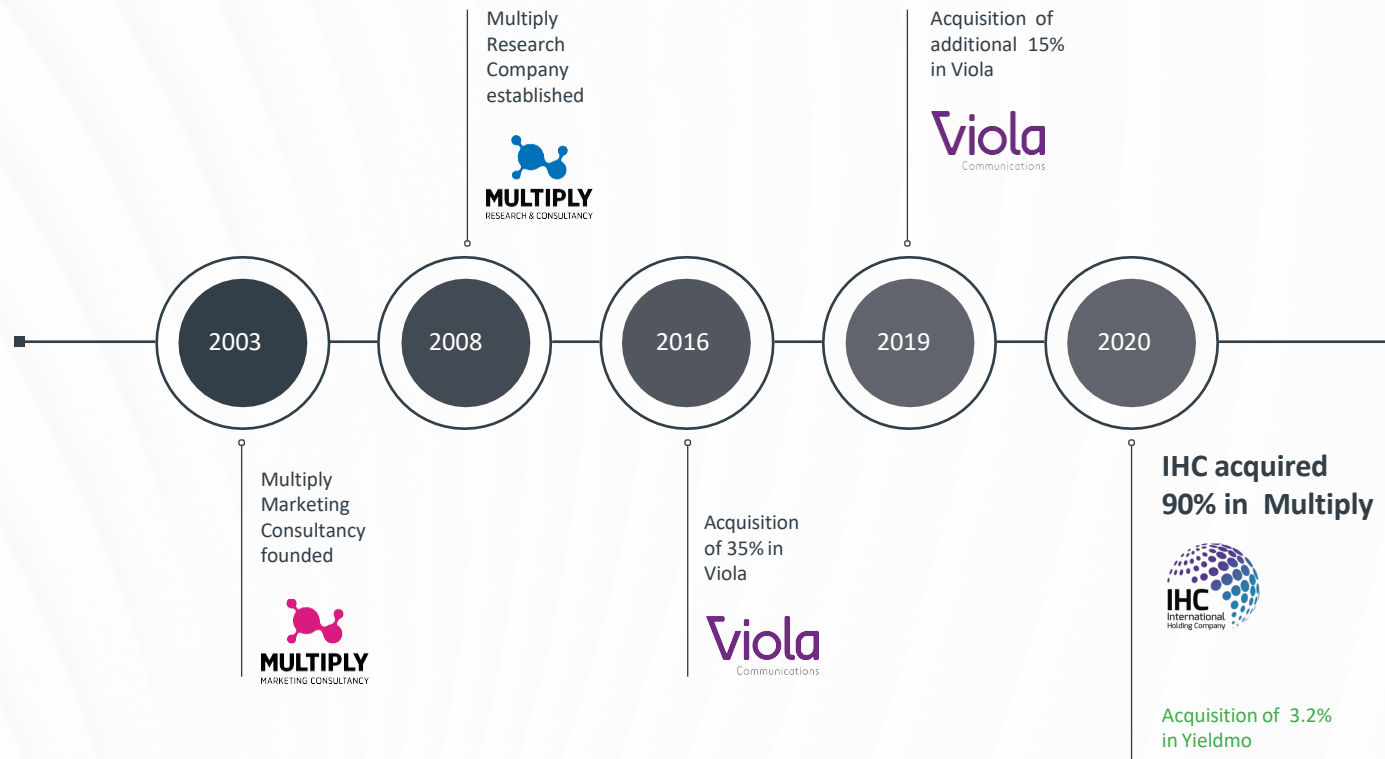 Multiply
Research
Company
established
MULTIPLY
RESEARCH & CONSULTANCY
Acquisition of
additional 15%
in Viola
Viola
Communications
2003
2008
2016
2019
2020
Multiply
Marketing
Consultancy
founded
MULTIPLY
MARKETING CONSULTANCY
Acquisition
of 35% in
Viola
Viola
Communications
IHC acquired
90% in Multiply
IHC
International
Holding Company
Acquisition of 3.2%
in Yieldmo